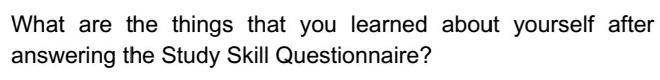 What are the things that you learned about yourself after
answering the Study Skill Questionnaire?